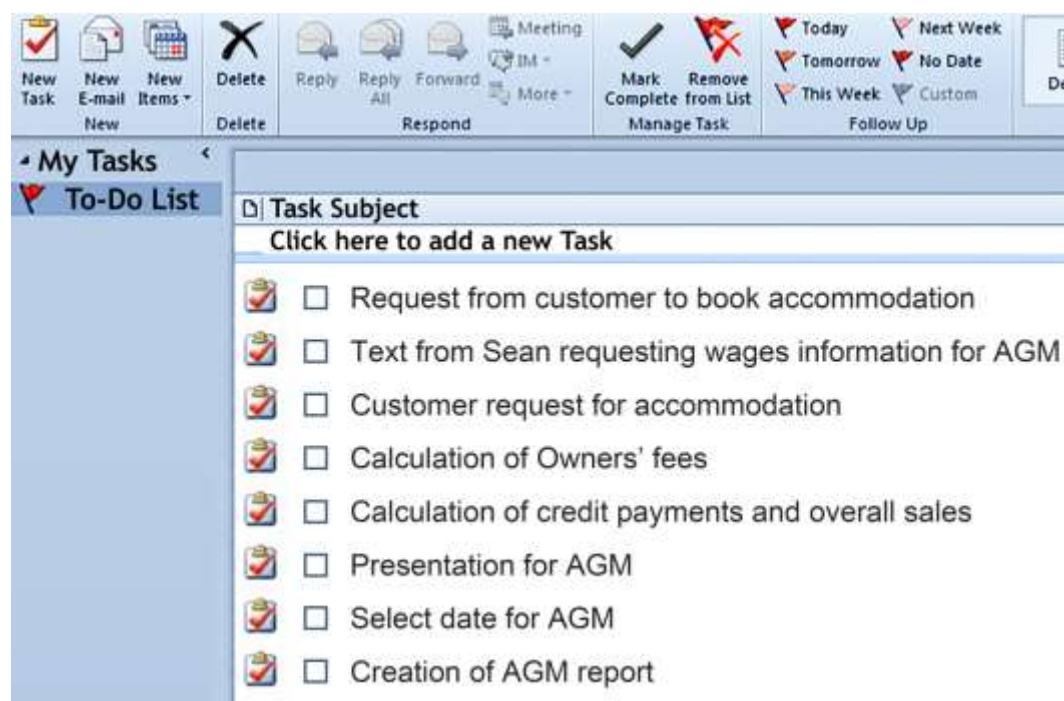 New Task
New E-mail
New Items
New
Delete
Delete
Reply
Reply All
Forward
Meeting
IM
More
Respond
Mark Complete
Remove from List
Manage Task
Today
Tomorrow
This Week
Next Week
No Date
Custom
Follow Up
My Tasks
To-Do List
Task Subject
Click here to add a new Task
Request from customer to book accommodation
Text from Sean requesting wages information for AGM
Customer request for accommodation
Calculation of Owners' fees
Calculation of credit payments and overall sales
Presentation for AGM
Select date for AGM
Creation of AGM report